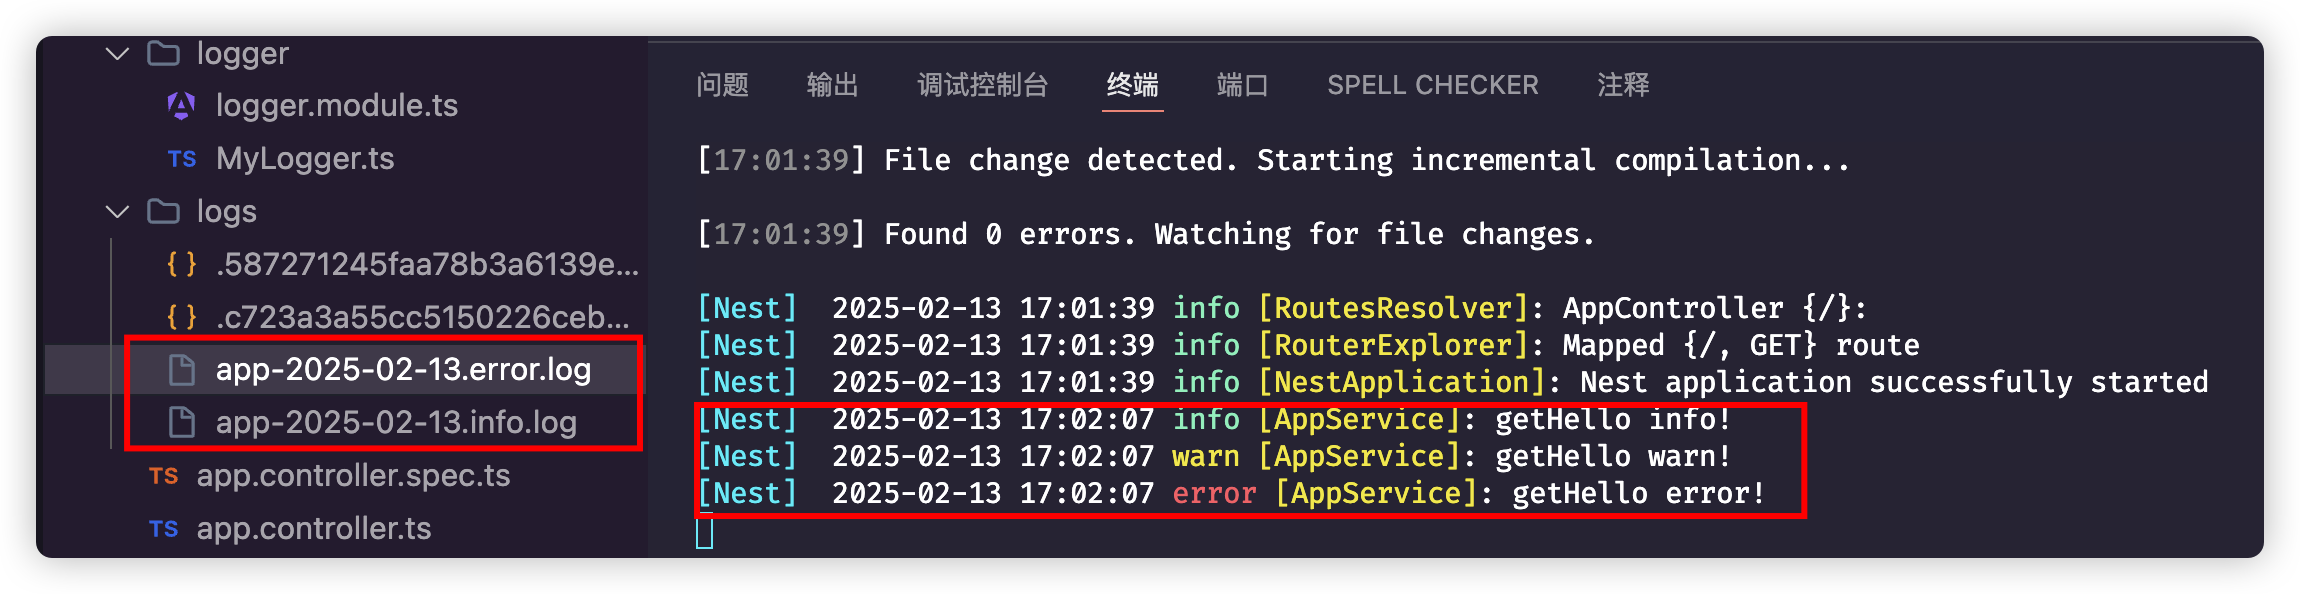 logger
logger.module.ts
TS MyLogger.ts
logs
{ } .587271245faa78b3a6139e...
{ } .c723a3a55cc5150226ceb...
app-2025-02-13.error.log
app-2025-02-13.info.log
TS app.controller.spec.ts
TS app.controller.ts
问题 输出 调试控制台 终端 端口 SPELL CHECKER 注释
[17:01:39] File change detected. Starting incremental compilation...
[17:01:39] Found 0 errors. Watching for file changes.
[Nest] 2025-02-13 17:01:39 info [RoutesResolver]: AppController {/}:
[Nest] 2025-02-13 17:01:39 info [RouterExplorer]: Mapped {/, GET} route
[Nest] 2025-02-13 17:01:39 info [NestApplication]: Nest application successfully started
[Nest] 2025-02-13 17:02:07 info [AppService]: getHello info!
[Nest] 2025-02-13 17:02:07 warn [AppService]: getHello warn!
[Nest] 2025-02-13 17:02:07 error [AppService]: getHello error!